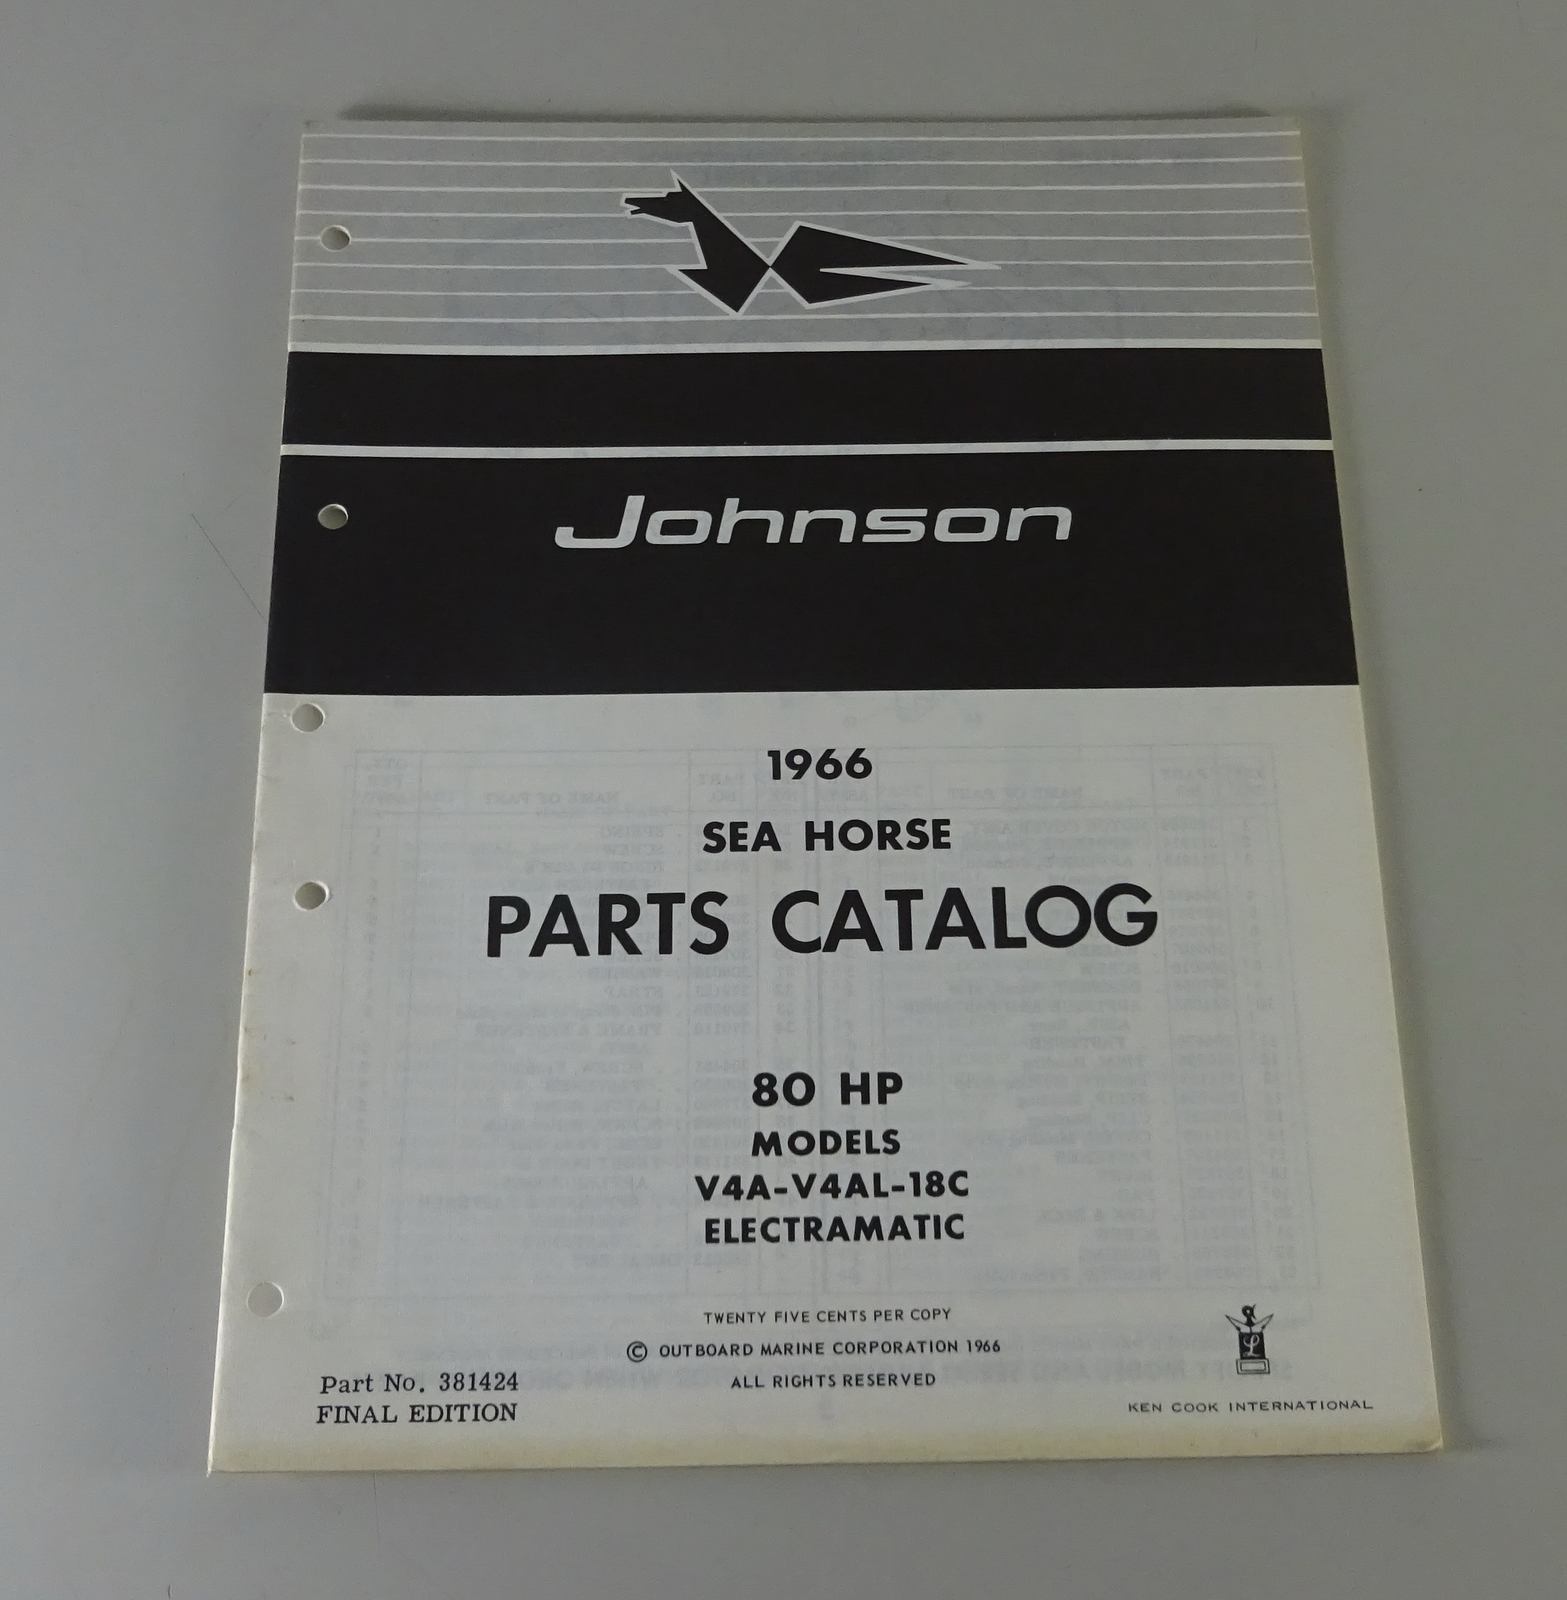 Johnson
1966
SEA HORSE
PARTS CATALOG
80 HP
MODELS
V4A-V4AL-18C
ELECTRAMATIC
TWENTY FIVE CENTS PER COPY
© OUTBOARD MARINE CORPORATION 1966
ALL RIGHTS RESERVED
Part No. 381424
FINAL EDITION
KEN COOK INTERNATIONAL